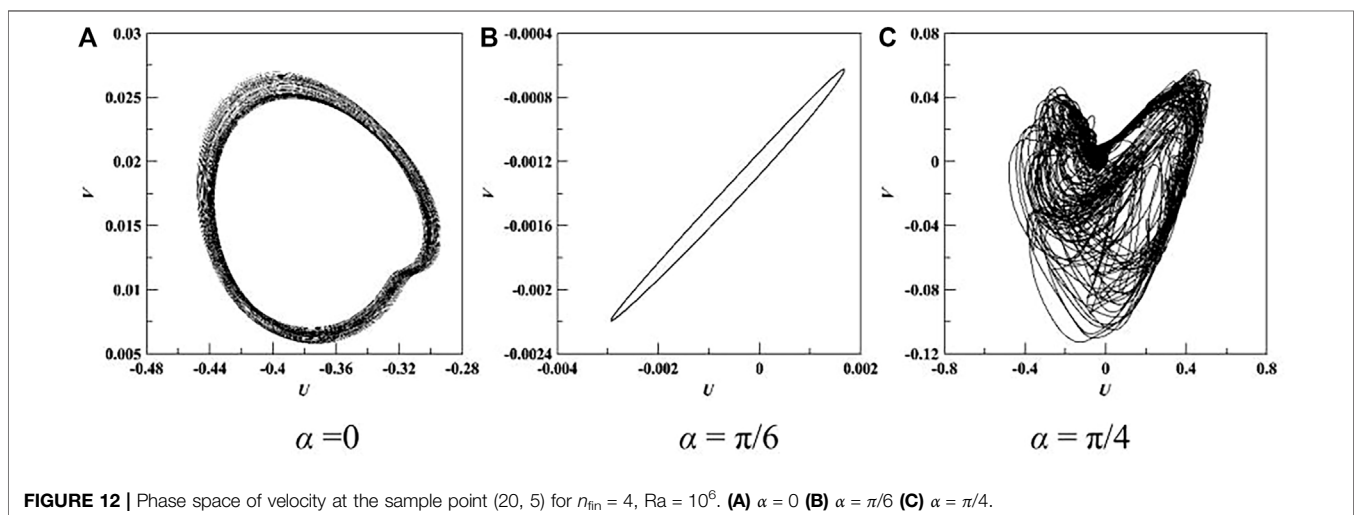 A
B
C
0.03
0.025
0.02
0.015
0.01
0.005
V
-0.48
-0.44
-0.4
-0.36
-0.32
-0.28
U
-0.0004
-0.0008
-0.0012
-0.0016
-0.002
-0.0024
V
-0.004
-0.002
0
0.002
U
0.08
0.04
0
-0.04
-0.08
-0.12
V
-0.8
-0.4
0
0.4
0.8
U
α =0
α = π/6
α = π/4
FIGURE 12 | Phase space of velocity at the sample point (20, 5) for nfin = 4, Ra = 10⁶. (A) α = 0 (B) α = π/6 (C) α = π/4.